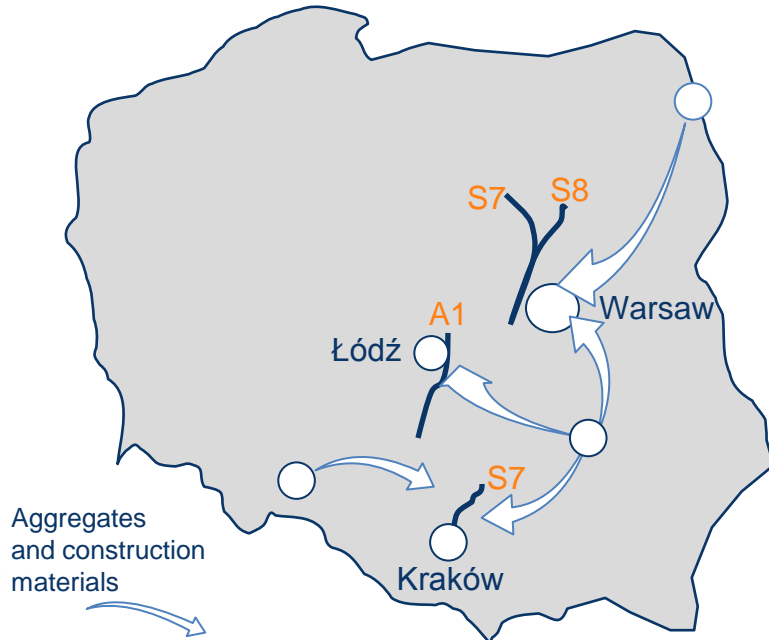 S7
S8
Warsaw
A1
Łódź
S7
Kraków
Aggregates
and construction
materials